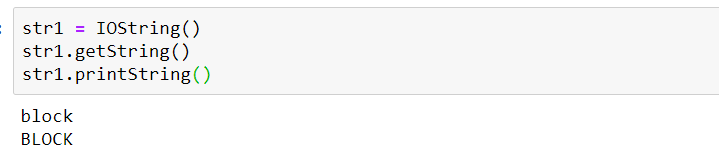 str1 = IOString()
str1.getString()
str1.printString()
block
BLOCK